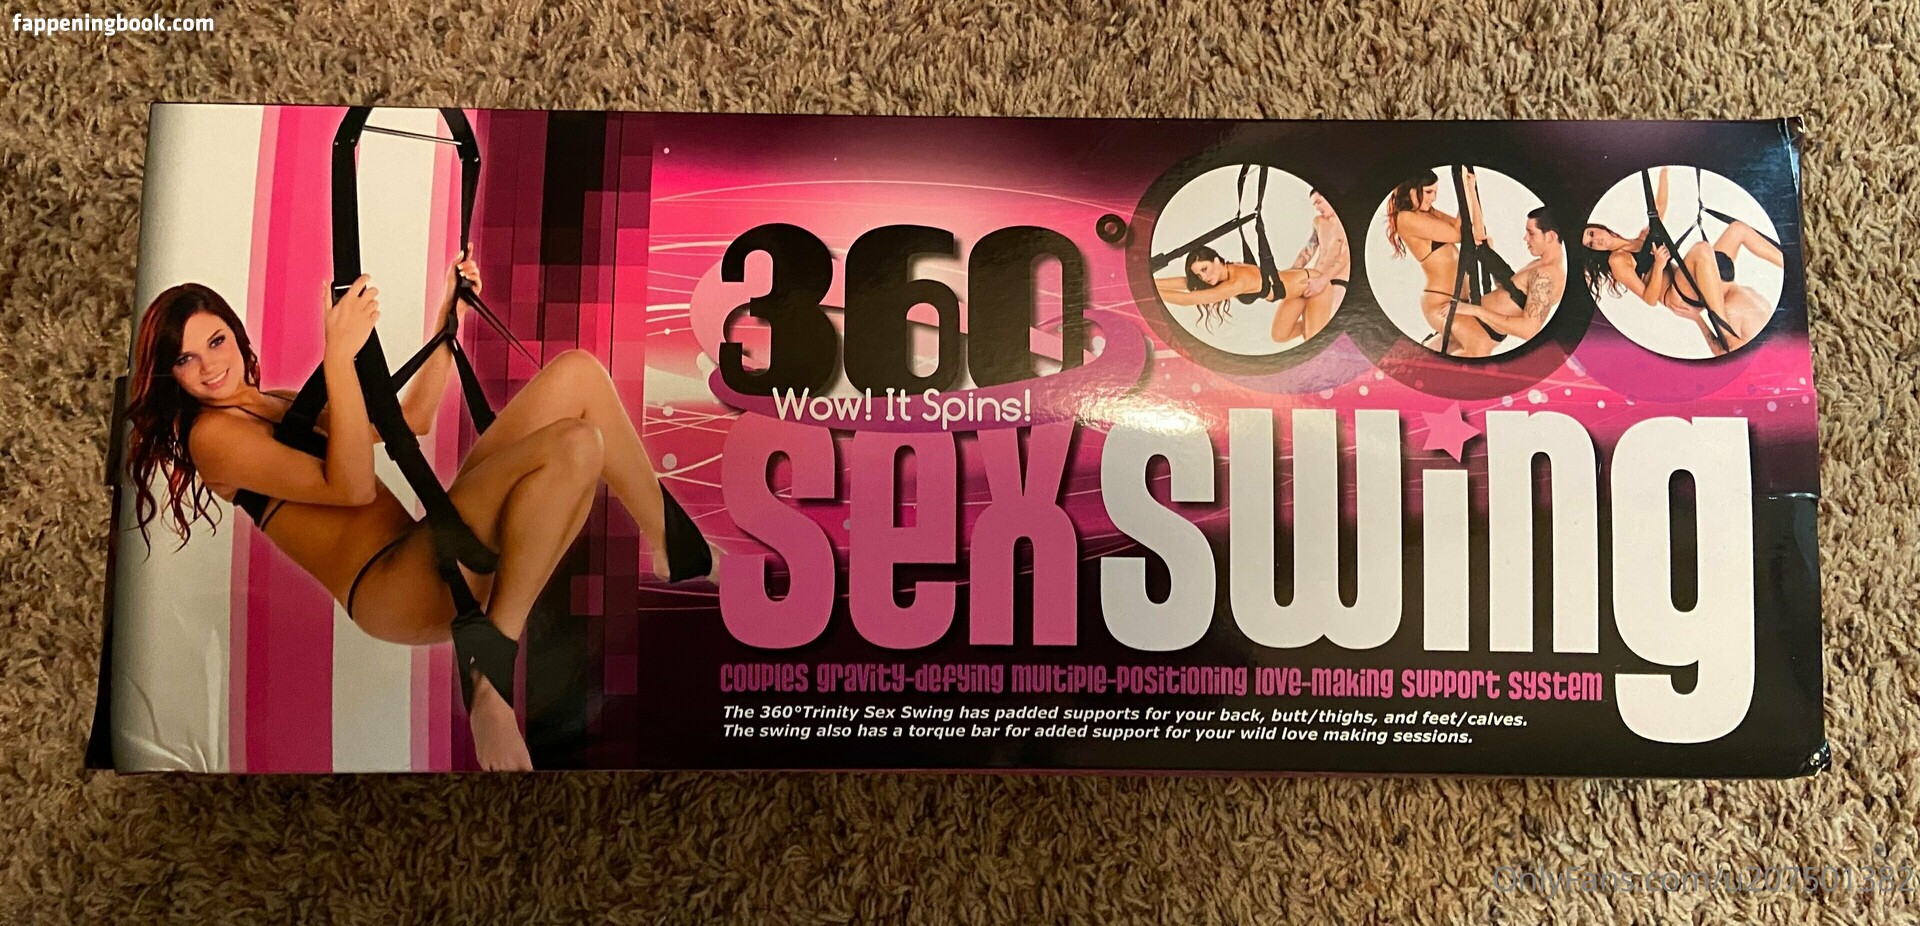 fappeningbook.com
360°
Wow! It Spins!
sexswing
couples gravity-defying multiple-positioning love-making support system
The 360°Trinity Sex Swing has padded supports for your back, butt/thighs, and feet/calves.
The swing also has a torque bar for added support for your wild love making sessions.
OnlyFans.com/u207501382